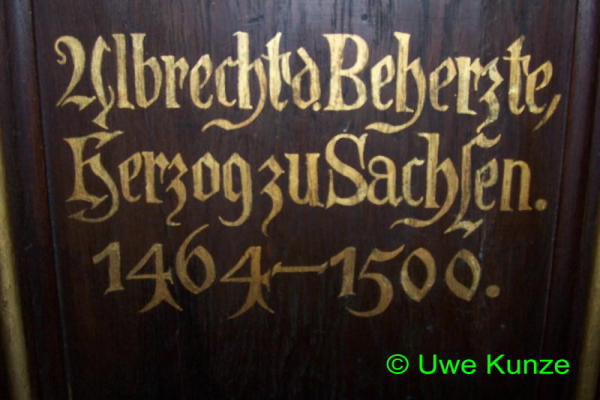 Albrecht d. Beherzte,
Herzog zu Sachsen.
1464–1500.
© Uwe Kunze